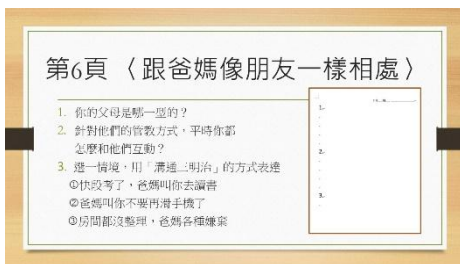 第6頁〈跟爸媽像朋友一樣相處〉
1. 你的父母是哪一型的？
2. 針對他們的管教方式，平時你都
怎麼和他們互動？
3. 選一情境，用「溝通三明治」的方式表達
①快段考了，爸媽叫你去讀書
②爸媽叫你不要再滑手機了
③房間都沒整理，爸媽各種嫌棄
1.
2.
3.